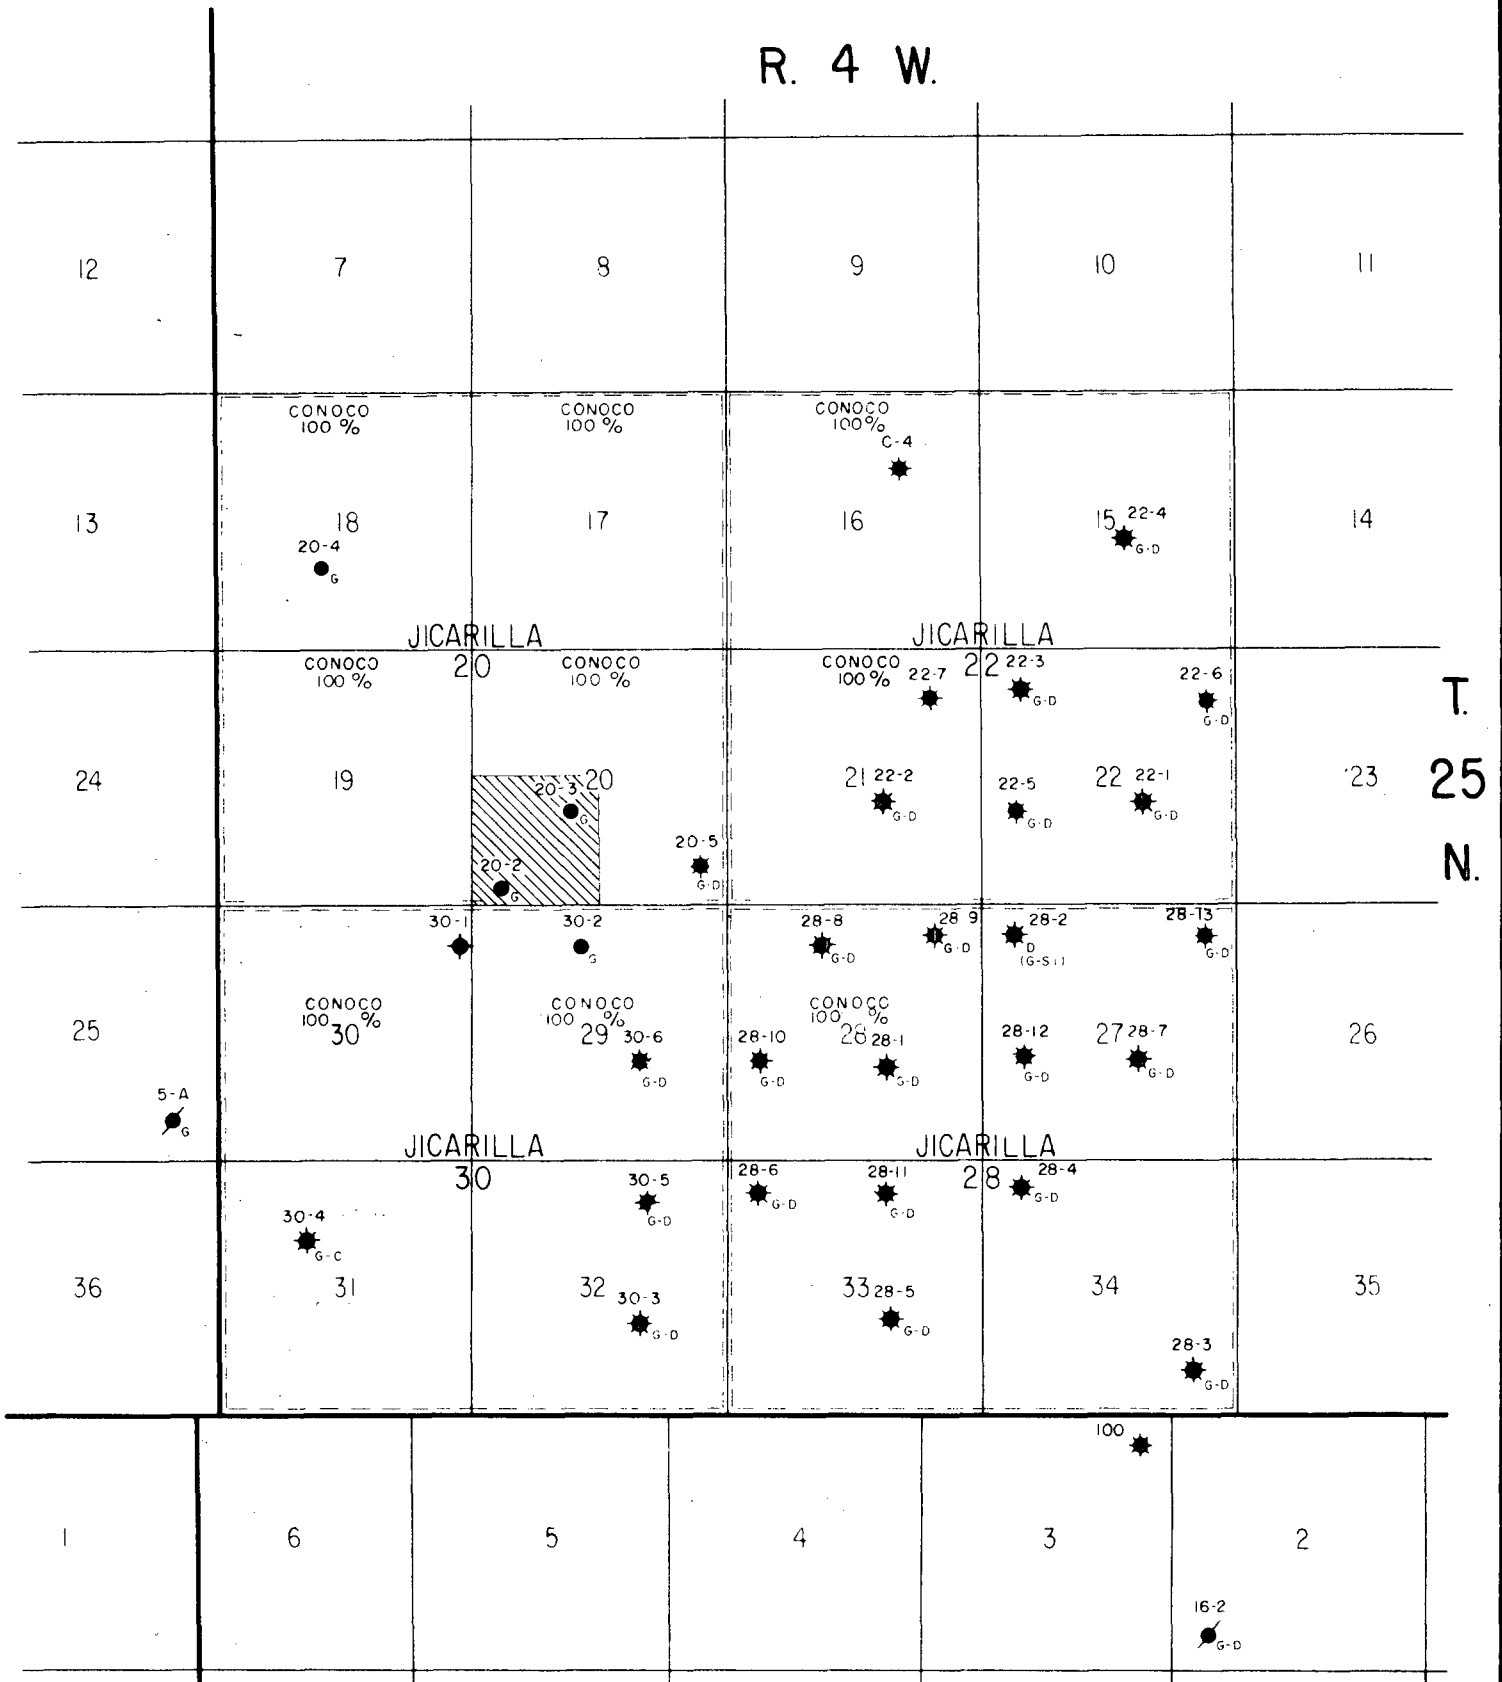 R. 4 W.
12 7 8 9 10 11
CONOCO CONOCO CONOCO
100 % 100 % 100 %
C-4
13 18 17 16 15 22-4 14
G-D
20-4
G
JICARILLA JICARILLA
20 22
CONOCO CONOCO CONOCO
100 % 100 % 100 %
22-7 22-3 22-6
G-D G-D
T.
25
N.
24 19 20 21 22-2 22-5 22 22-1 23
20-3
G
G-D G-D G-D
20-2
G
20-5
G-D
30-1 30-2 28-8 28 9 28-2 28-13
G G-D G-D D G-D
(G-Si)
CONOCO CONOCO CONOCO
100 % 100 % 100 %
25 30 29 30-6 28-10 28 28-1 28-12 27 28-7 26
G-D G-D G-D G-D G-D
5-A
G
JICARILLA JICARILLA
30 28
30-5 28-6 28-11 28-4
G-D G-D G-D G-D
30-4
G-C
36 31 32 30-3 33 28-5 34 35
G-D G-D
28-3
G-D
100
1 6 5 4 3 2
16-2
G-D